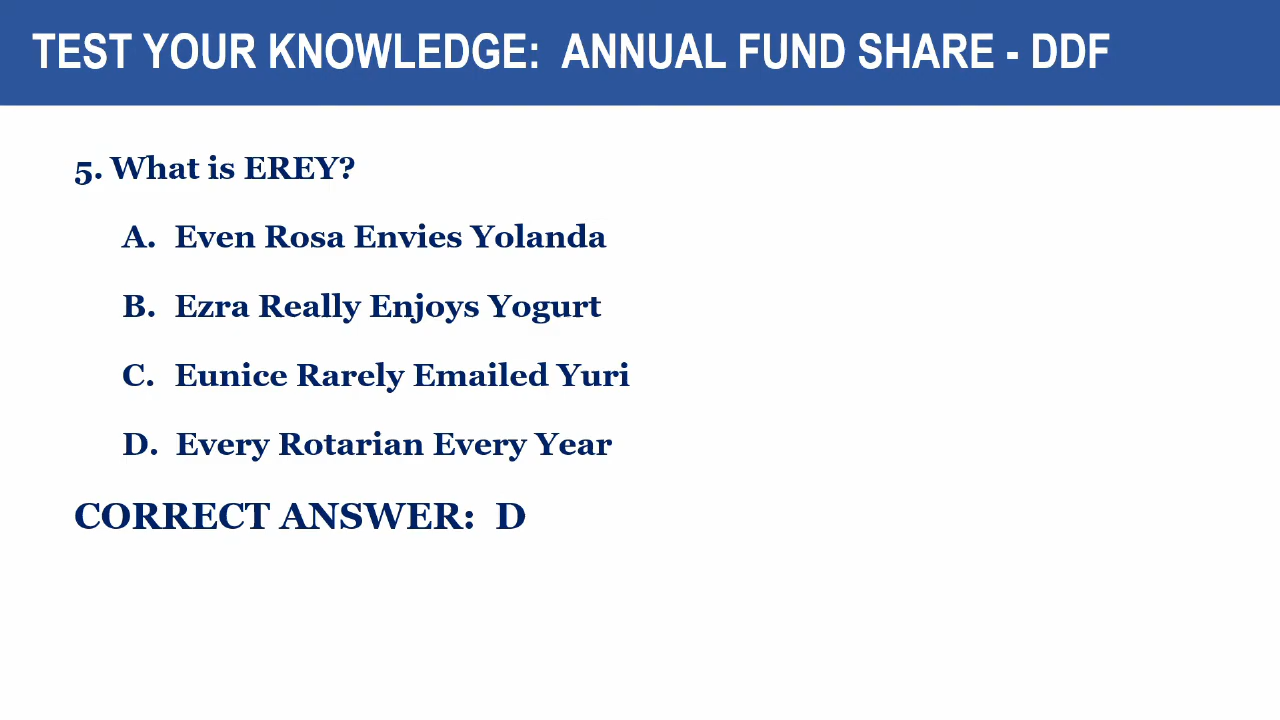 TEST YOUR KNOWLEDGE: ANNUAL FUND SHARE - DDF
5. What is EREY?
A. Even Rosa Envies Yolanda
B. Ezra Really Enjoys Yogurt
C. Eunice Rarely Emailed Yuri
D. Every Rotarian Every Year
CORRECT ANSWER: D